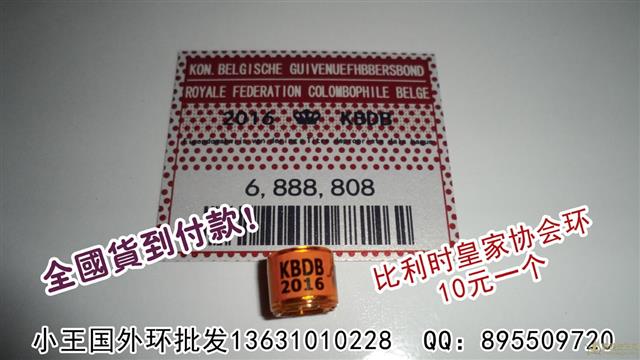 KON. BELGISCHE GUIVENUEFHBBERSBOND
ROYALE FEDERATION COLOMBOPHILE BELGE
2016 KBDB
6,888,808
全國貨到付款!
KBDB
2016
比利时皇家协会环
10元一个
小王国外环批发13631010228 QQ: 895509720